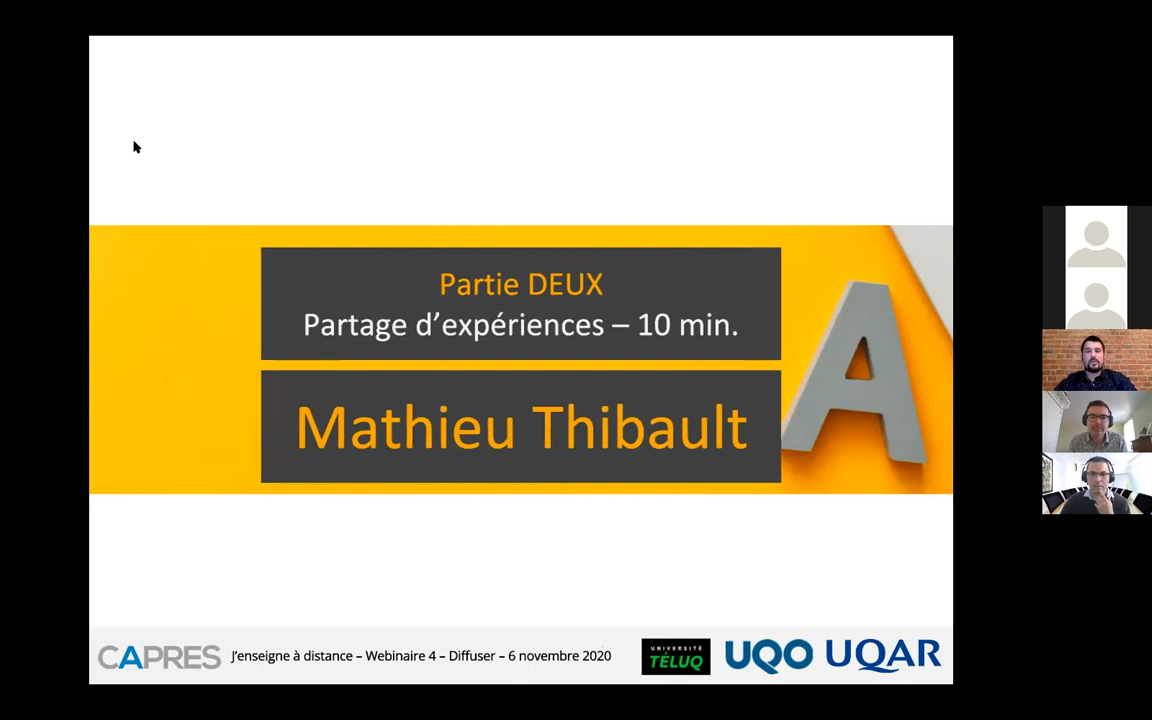 Partie DEUX
Partage d’expériences – 10 min.
Mathieu Thibault
CAPRES
J’enseigne à distance – Webinaire 4 – Diffuser – 6 novembre 2020
UNIVERSITÉ
TÉLUQ
UQO
UQAR